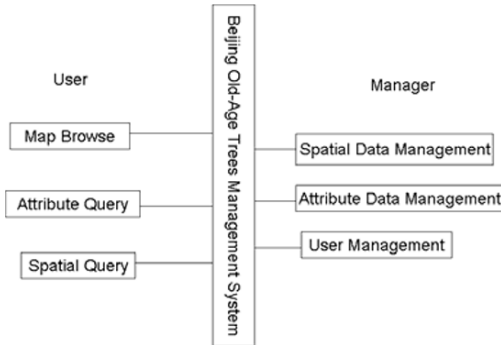 User
Map Browse
Attribute Query
Spatial Query
Beijing Old-Age Trees Management System
Manager
Spatial Data Management
Attribute Data Management
User Management